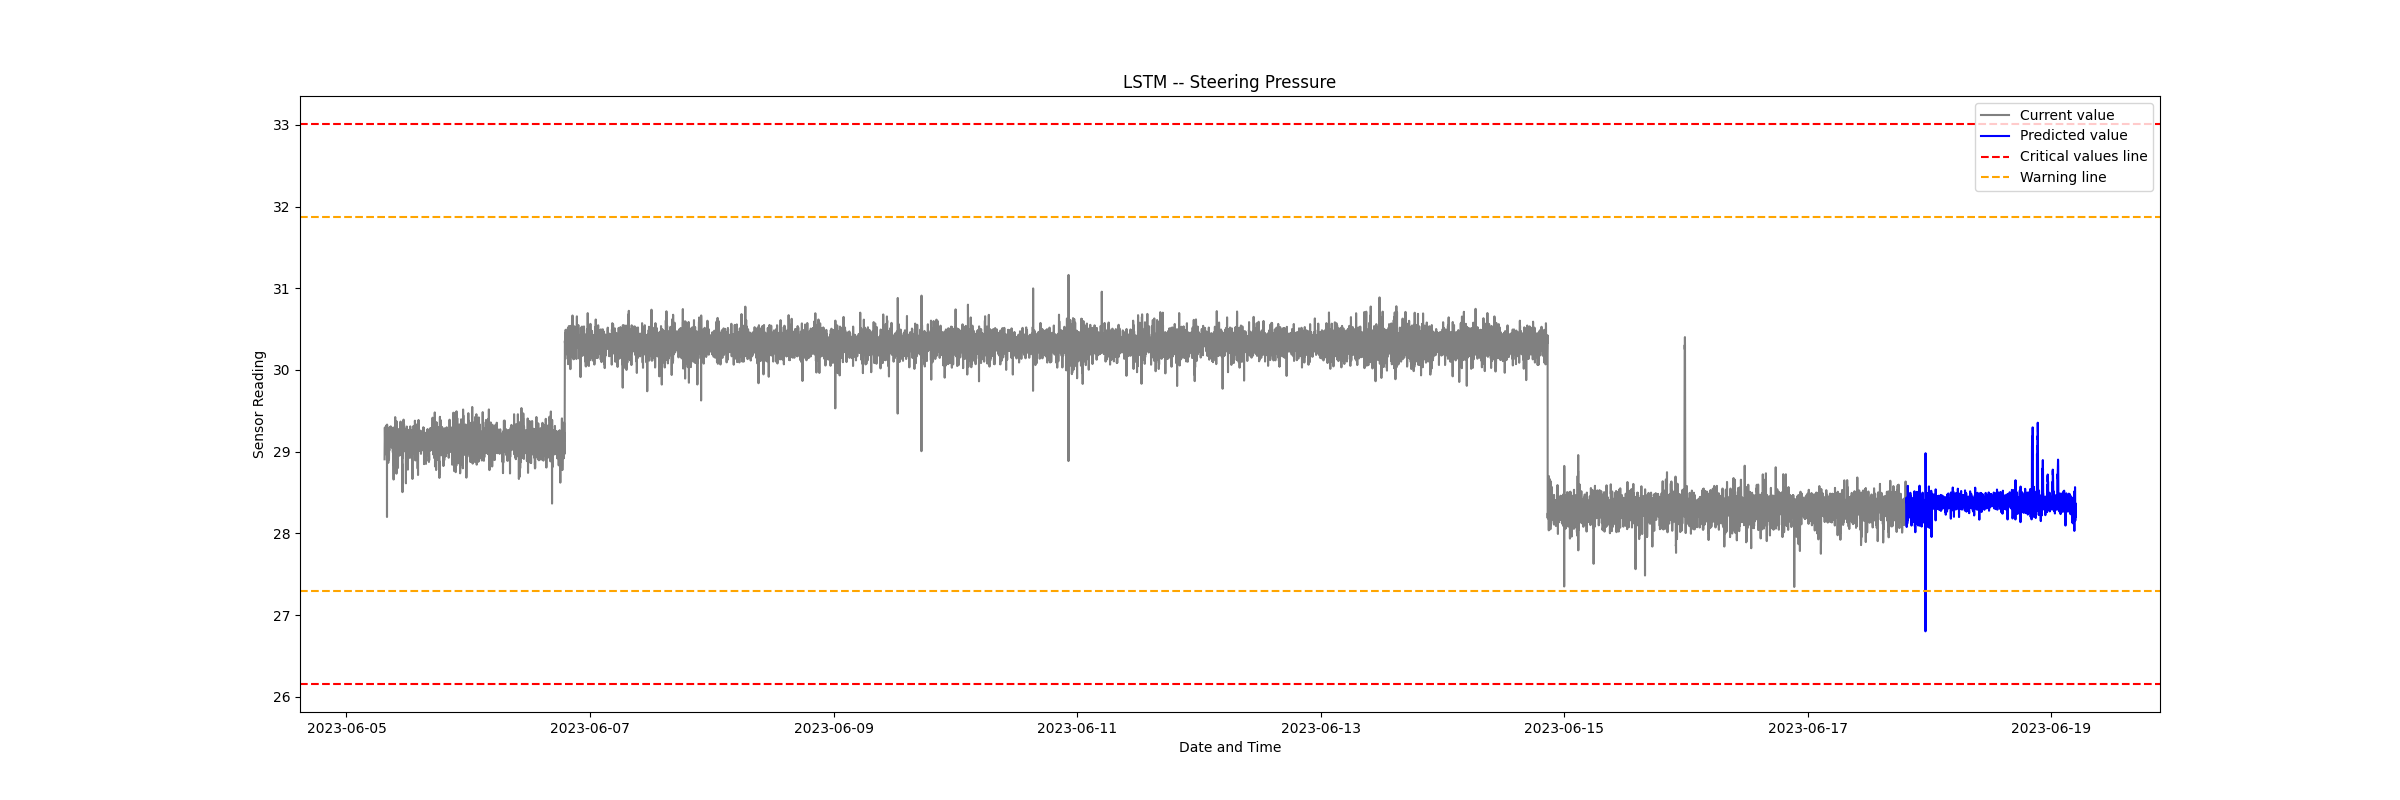 LSTM -- Steering Pressure
33
32
31
30
29
28
27
26
Sensor Reading
Current value
Predicted value
Critical values line
Warning line
2023-06-05
2023-06-07
2023-06-09
2023-06-11
2023-06-13
2023-06-15
2023-06-17
2023-06-19
Date and Time